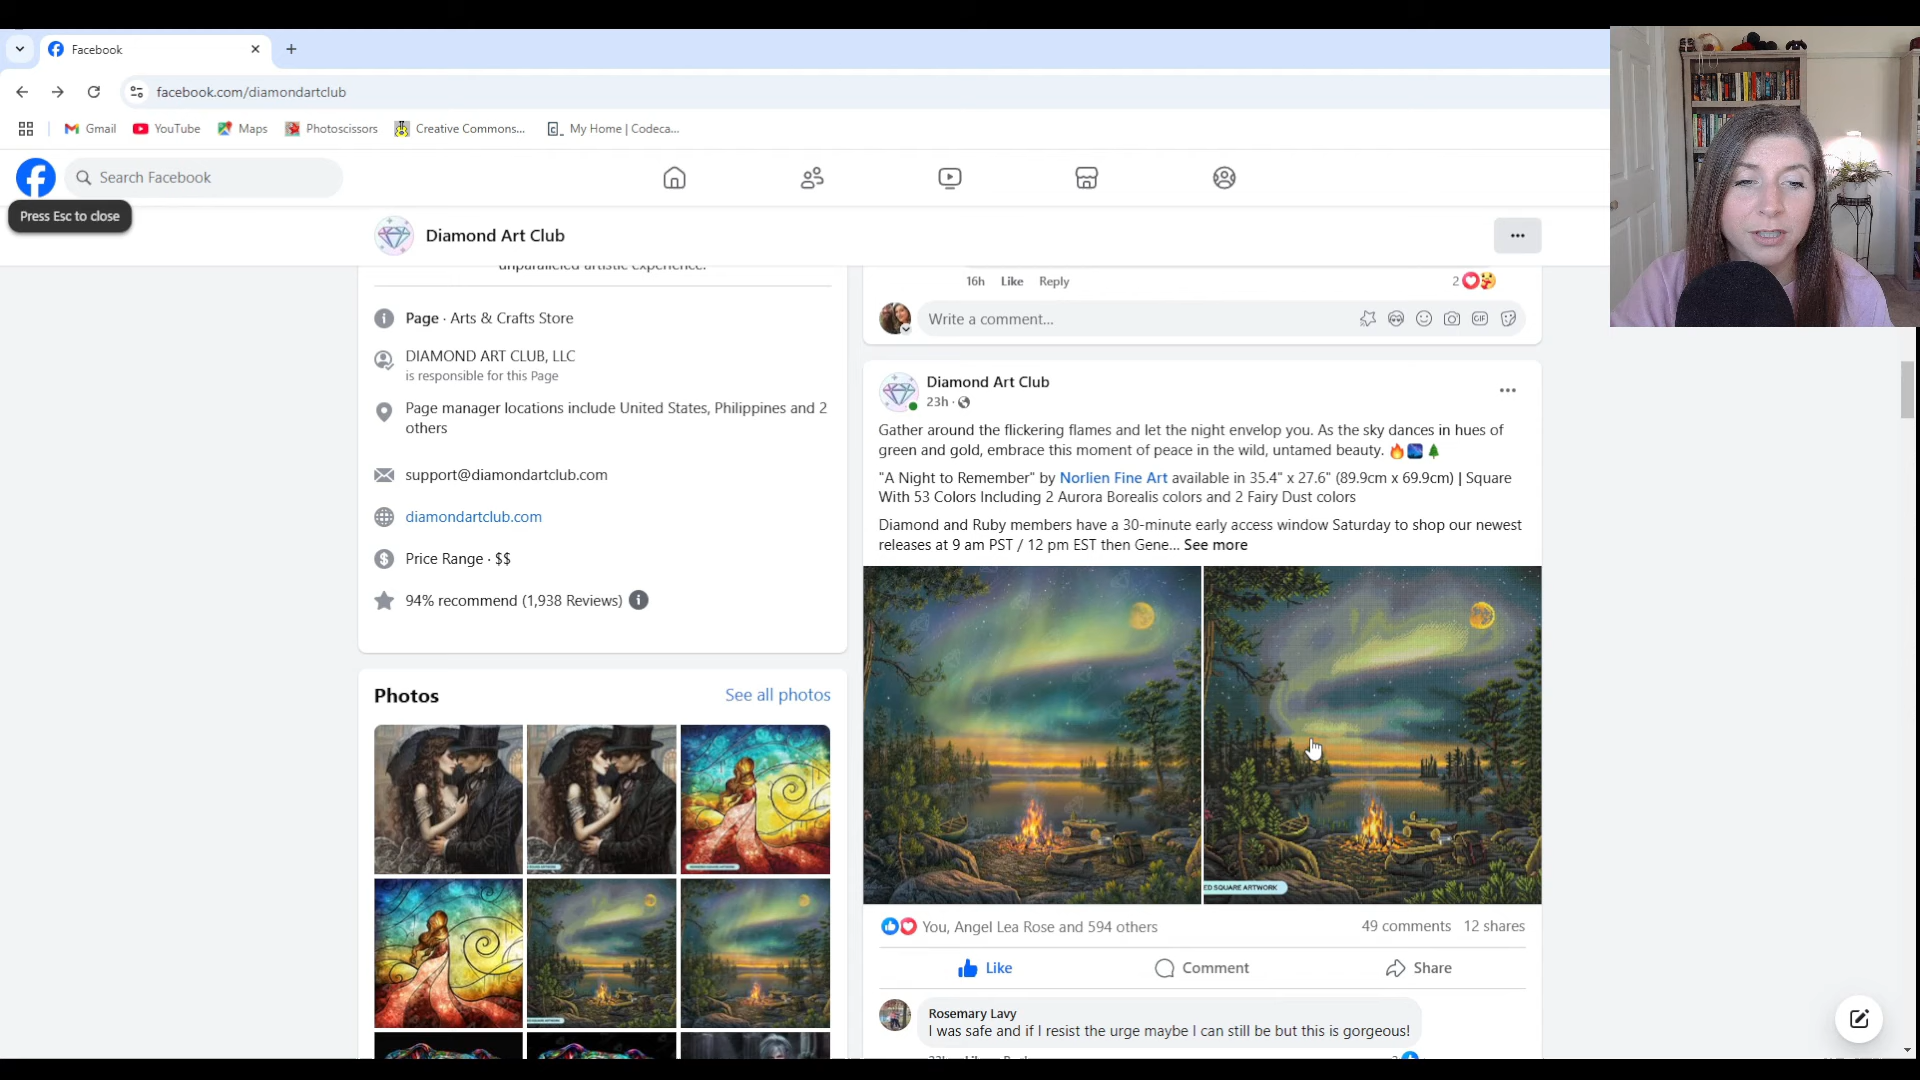 Facebook
facebook.com/diamondartclub
Gmail
YouTube
Maps
Photoscissors
Creative Commons...
My Home | Codeca...
Search Facebook
Press Esc to close
Diamond Art Club
unparalleled artistic experience.
Page · Arts & Crafts Store
DIAMOND ART CLUB, LLC
is responsible for this Page
Page manager locations include United States, Philippines and 2
others
support@diamondartclub.com
diamondartclub.com
Price Range · $$
94% recommend (1,938 Reviews)
Photos
See all photos
16h Like Reply
2
Write a comment...
GIF
Diamond Art Club
23h ·
Gather around the flickering flames and let the night envelop you. As the sky dances in hues of
green and gold, embrace this moment of peace in the wild, untamed beauty. 🔥🌌🌲
"A Night to Remember" by Norlien Fine Art available in 35.4" x 27.6" (89.9cm x 69.9cm) | Square
With 53 Colors Including 2 Aurora Borealis colors and 2 Fairy Dust colors
Diamond and Ruby members have a 30-minute early access window Saturday to shop our newest
releases at 9 am PST / 12 pm EST then Gene... See more
ED SQUARE ARTWORK
You, Angel Lea Rose and 594 others
49 comments 12 shares
Like
Comment
Share
Rosemary Lavy
I was safe and if I resist the urge maybe I can still be but this is gorgeous!